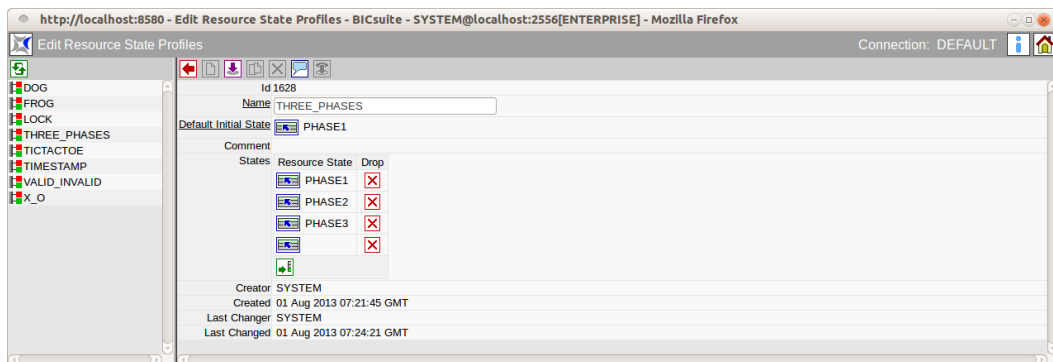 http://localhost:8580 - Edit Resource State Profiles - BICsuite - SYSTEM@localhost:2556[ENTERPRISE] - Mozilla Firefox
Edit Resource State Profiles
Connection: DEFAULT
DOG
FROG
LOCK
THREE_PHASES
TICTACTOE
TIMESTAMP
VALID_INVALID
X_O
Id 1628
Name THREE_PHASES
Default Initial State PHASE1
Comment
States Resource State Drop
PHASE1
PHASE2
PHASE3
Creator SYSTEM
Created 01 Aug 2013 07:21:45 GMT
Last Changer SYSTEM
Last Changed 01 Aug 2013 07:24:21 GMT